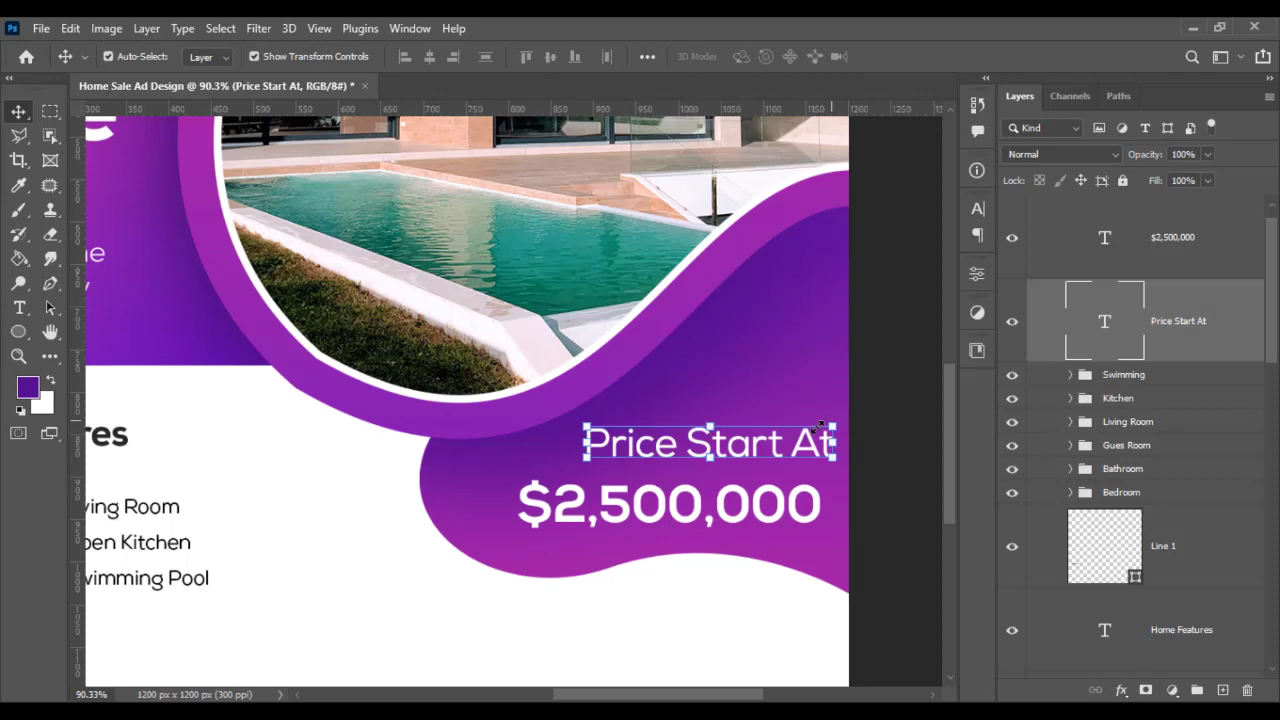 Ps File Edit Image Layer Type Select Filter 3D View Plugins Window Help
Auto-Select: Layer Show Transform Controls 3D Mode:
Home Sale Ad Design @ 90.3% (Price Start At, RGB/8#) *
300 450 500 550 600 650 700 750 800 850 900 950 1000 1050 1100 1150 1200 1250
Layers Channels Paths
Kind
Normal Opacity: 100%
Lock: Fill: 100%
$2,500,000
Price Start At
Swimming
Kitchen
Living Room
Gues Room
Bathroom
Bedroom
Line 1
Home Features
Price Start At
$2,500,000
res
ving Room
pen Kitchen
wimming Pool
90.33% 1200 px x 1200 px (300 ppi)